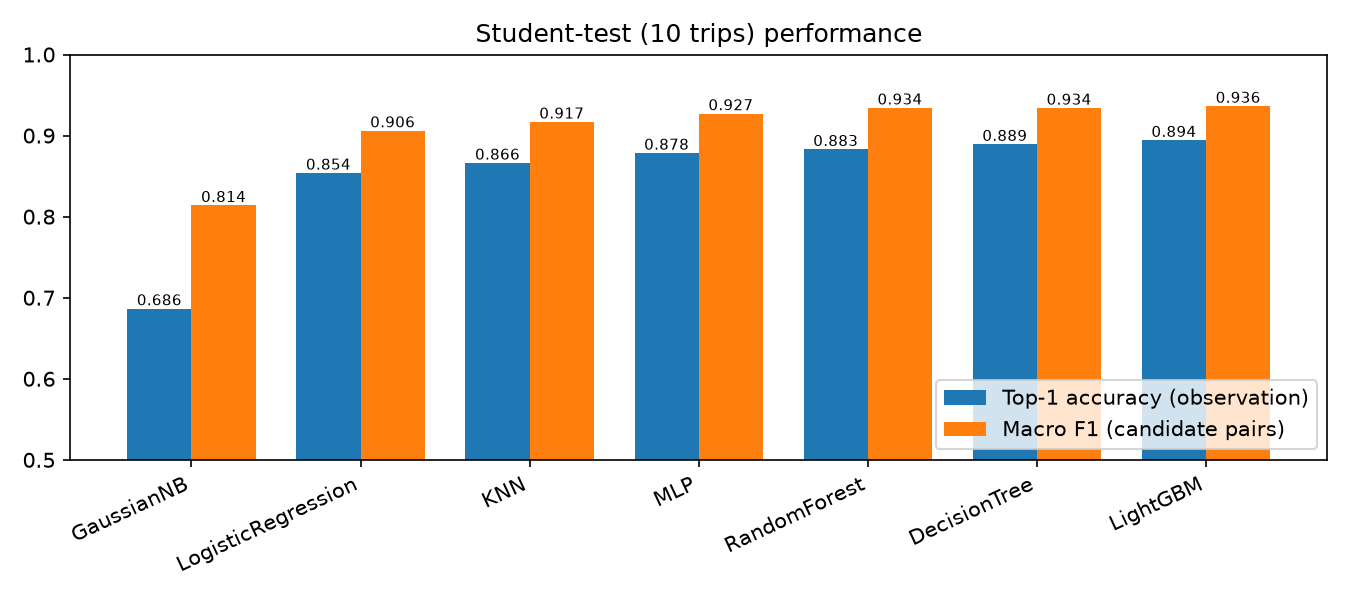 Student-test (10 trips) performance
1.0
0.9
0.8
0.7
0.6
0.5
0.686
0.814
0.854
0.906
0.866
0.917
0.878
0.927
0.883
0.934
0.889
0.934
0.894
0.936
Top-1 accuracy (observation)
Macro F1 (candidate pairs)
GaussianNB
LogisticRegression
KNN
MLP
RandomForest
DecisionTree
LightGBM